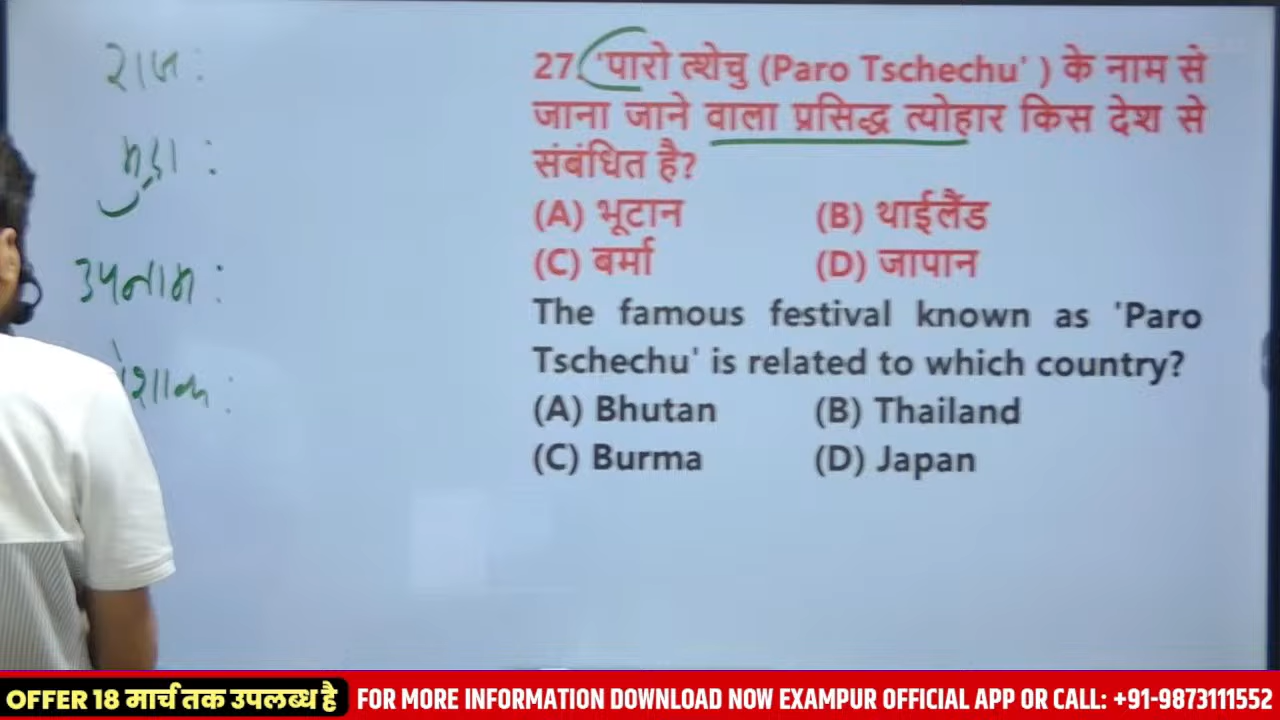 राज :
मुद्रा :
उपनाम :
27. 'पारो त्शेचु (Paro Tschechu' ) के नाम से
जाना जाने वाला प्रसिद्ध त्योहार किस देश से
संबंधित है?
(A) भूटान (B) थाईलैंड
(C) बर्मा (D) जापान
The famous festival known as 'Paro
Tschechu' is related to which country?
(A) Bhutan (B) Thailand
(C) Burma (D) Japan
OFFER 18 मार्च तक उपलब्ध है FOR MORE INFORMATION DOWNLOAD NOW EXAMPUR OFFICIAL APP OR CALL: +91-9873111552